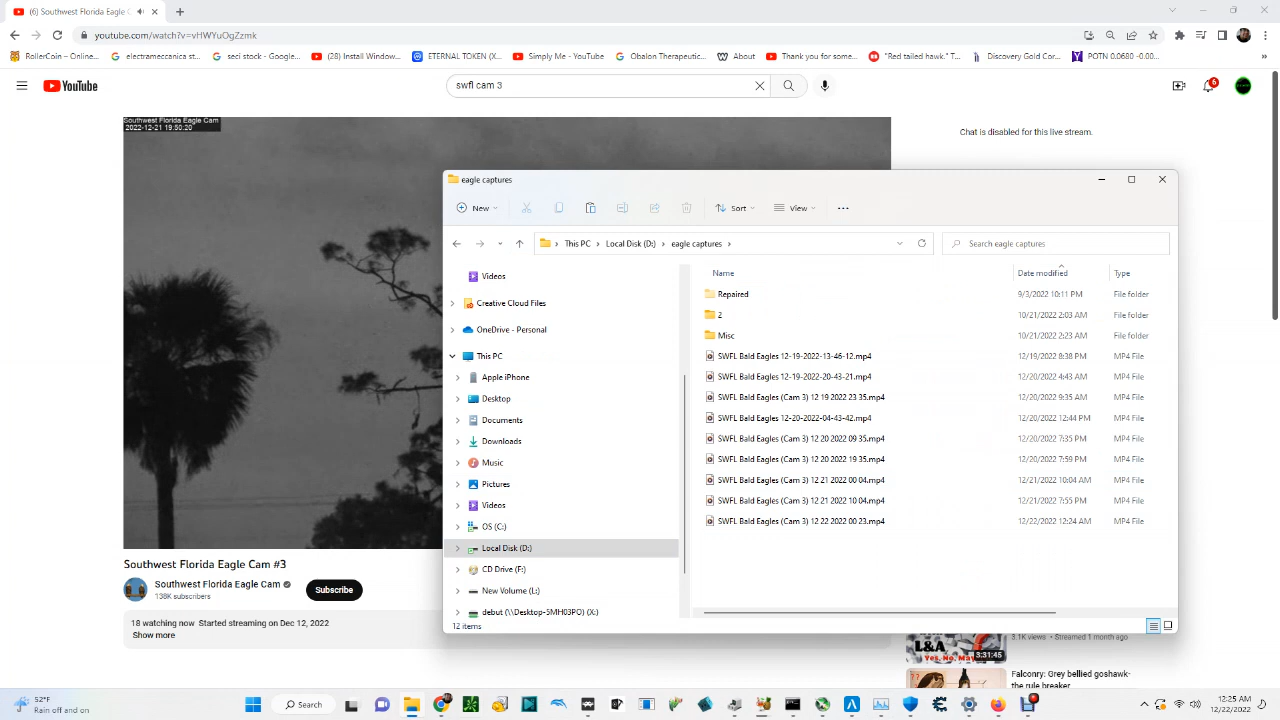 (6) Southwest Florida Eagle Cam
youtube.com/watch?v=vHWYuOgZzmk
RollerCoin – Online...
electrameccanica st...
seci stock - Google...
(28) Install Window...
ETERNAL TOKEN (X...
Simply Me - YouTube
Obalon Therapeutic...
About
Thank you for some...
"Red tailed hawk." T...
Discovery Gold Cor...
POTN 0.0680 -0.0...
»
YouTube
swfl cam 3
6
Southwest Florida Eagle Cam
2022-12-21 19:50:20
Chat is disabled for this live stream.
eagle captures
New
Sort
View
This PC > Local Disk (D:) > eagle captures >
Search eagle captures
Videos
Creative Cloud Files
OneDrive - Personal
This PC
Apple iPhone
Desktop
Documents
Downloads
Music
Pictures
Videos
OS (C:)
Local Disk (D:)
CD Drive (F:)
New Volume (L:)
debut (\\Desktop-5MH03PO) (X:)
Name Date modified Type
Repaired 9/3/2022 10:11 PM File folder
2 10/21/2022 2:03 AM File folder
Misc 10/21/2022 2:23 AM File folder
SWFL Bald Eagles 12-19-2022-13-46-12.mp4 12/19/2022 8:38 PM MP4 File
SWFL Bald Eagles 12-19-2022-20-43-21.mp4 12/20/2022 4:43 AM MP4 File
SWFL Bald Eagles (Cam 3) 12 19 2022 23 35.mp4 12/20/2022 9:35 AM MP4 File
SWFL Bald Eagles 12-20-2022-04-43-42.mp4 12/20/2022 12:44 PM MP4 File
SWFL Bald Eagles (Cam 3) 12 20 2022 09 35.mp4 12/20/2022 7:35 PM MP4 File
SWFL Bald Eagles (Cam 3) 12 20 2022 19 35.mp4 12/20/2022 7:59 PM MP4 File
SWFL Bald Eagles (Cam 3) 12 21 2022 00 04.mp4 12/21/2022 10:04 AM MP4 File
SWFL Bald Eagles (Cam 3) 12 21 2022 10 04.mp4 12/21/2022 7:55 PM MP4 File
SWFL Bald Eagles (Cam 3) 12 22 2022 00 23.mp4 12/22/2022 12:24 AM MP4 File
12 items
Southwest Florida Eagle Cam #3
Southwest Florida Eagle Cam
138K subscribers
Subscribe
18 watching now Started streaming on Dec 12, 2022
Show more
3.1K views • Streamed 1 month ago
L&A
Yes, No, May
3:31:45
Falconry: Grey bellied goshawk-
the rule breaker
52°F
Rain off and on
Search
12:25 AM
12/22/2022